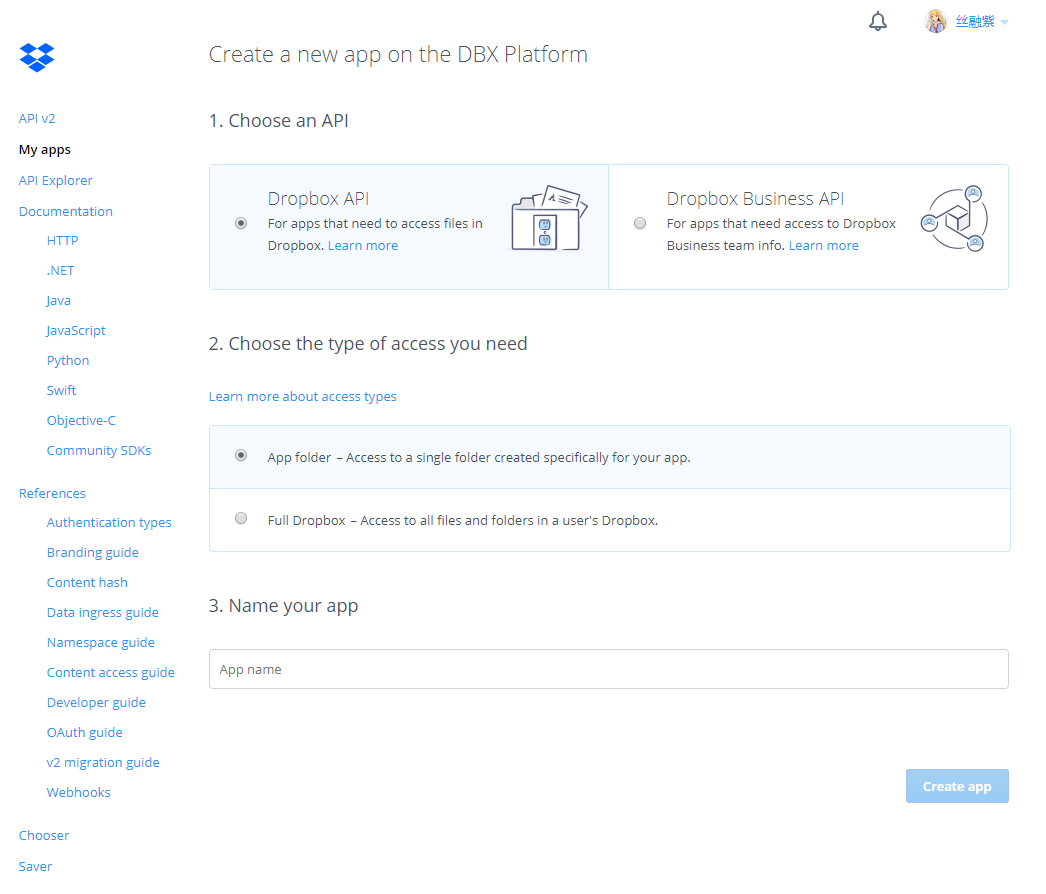 丝融紫
Create a new app on the DBX Platform
API v2
My apps
API Explorer
Documentation
HTTP
.NET
Java
JavaScript
Python
Swift
Objective-C
Community SDKs
References
Authentication types
Branding guide
Content hash
Data ingress guide
Namespace guide
Content access guide
Developer guide
OAuth guide
v2 migration guide
Webhooks
Chooser
Saver
1. Choose an API
Dropbox API
For apps that need to access files in
Dropbox. Learn more
Dropbox Business API
For apps that need access to Dropbox
Business team info. Learn more
2. Choose the type of access you need
Learn more about access types
App folder – Access to a single folder created specifically for your app.
Full Dropbox – Access to all files and folders in a user's Dropbox.
3. Name your app
App name
Create app